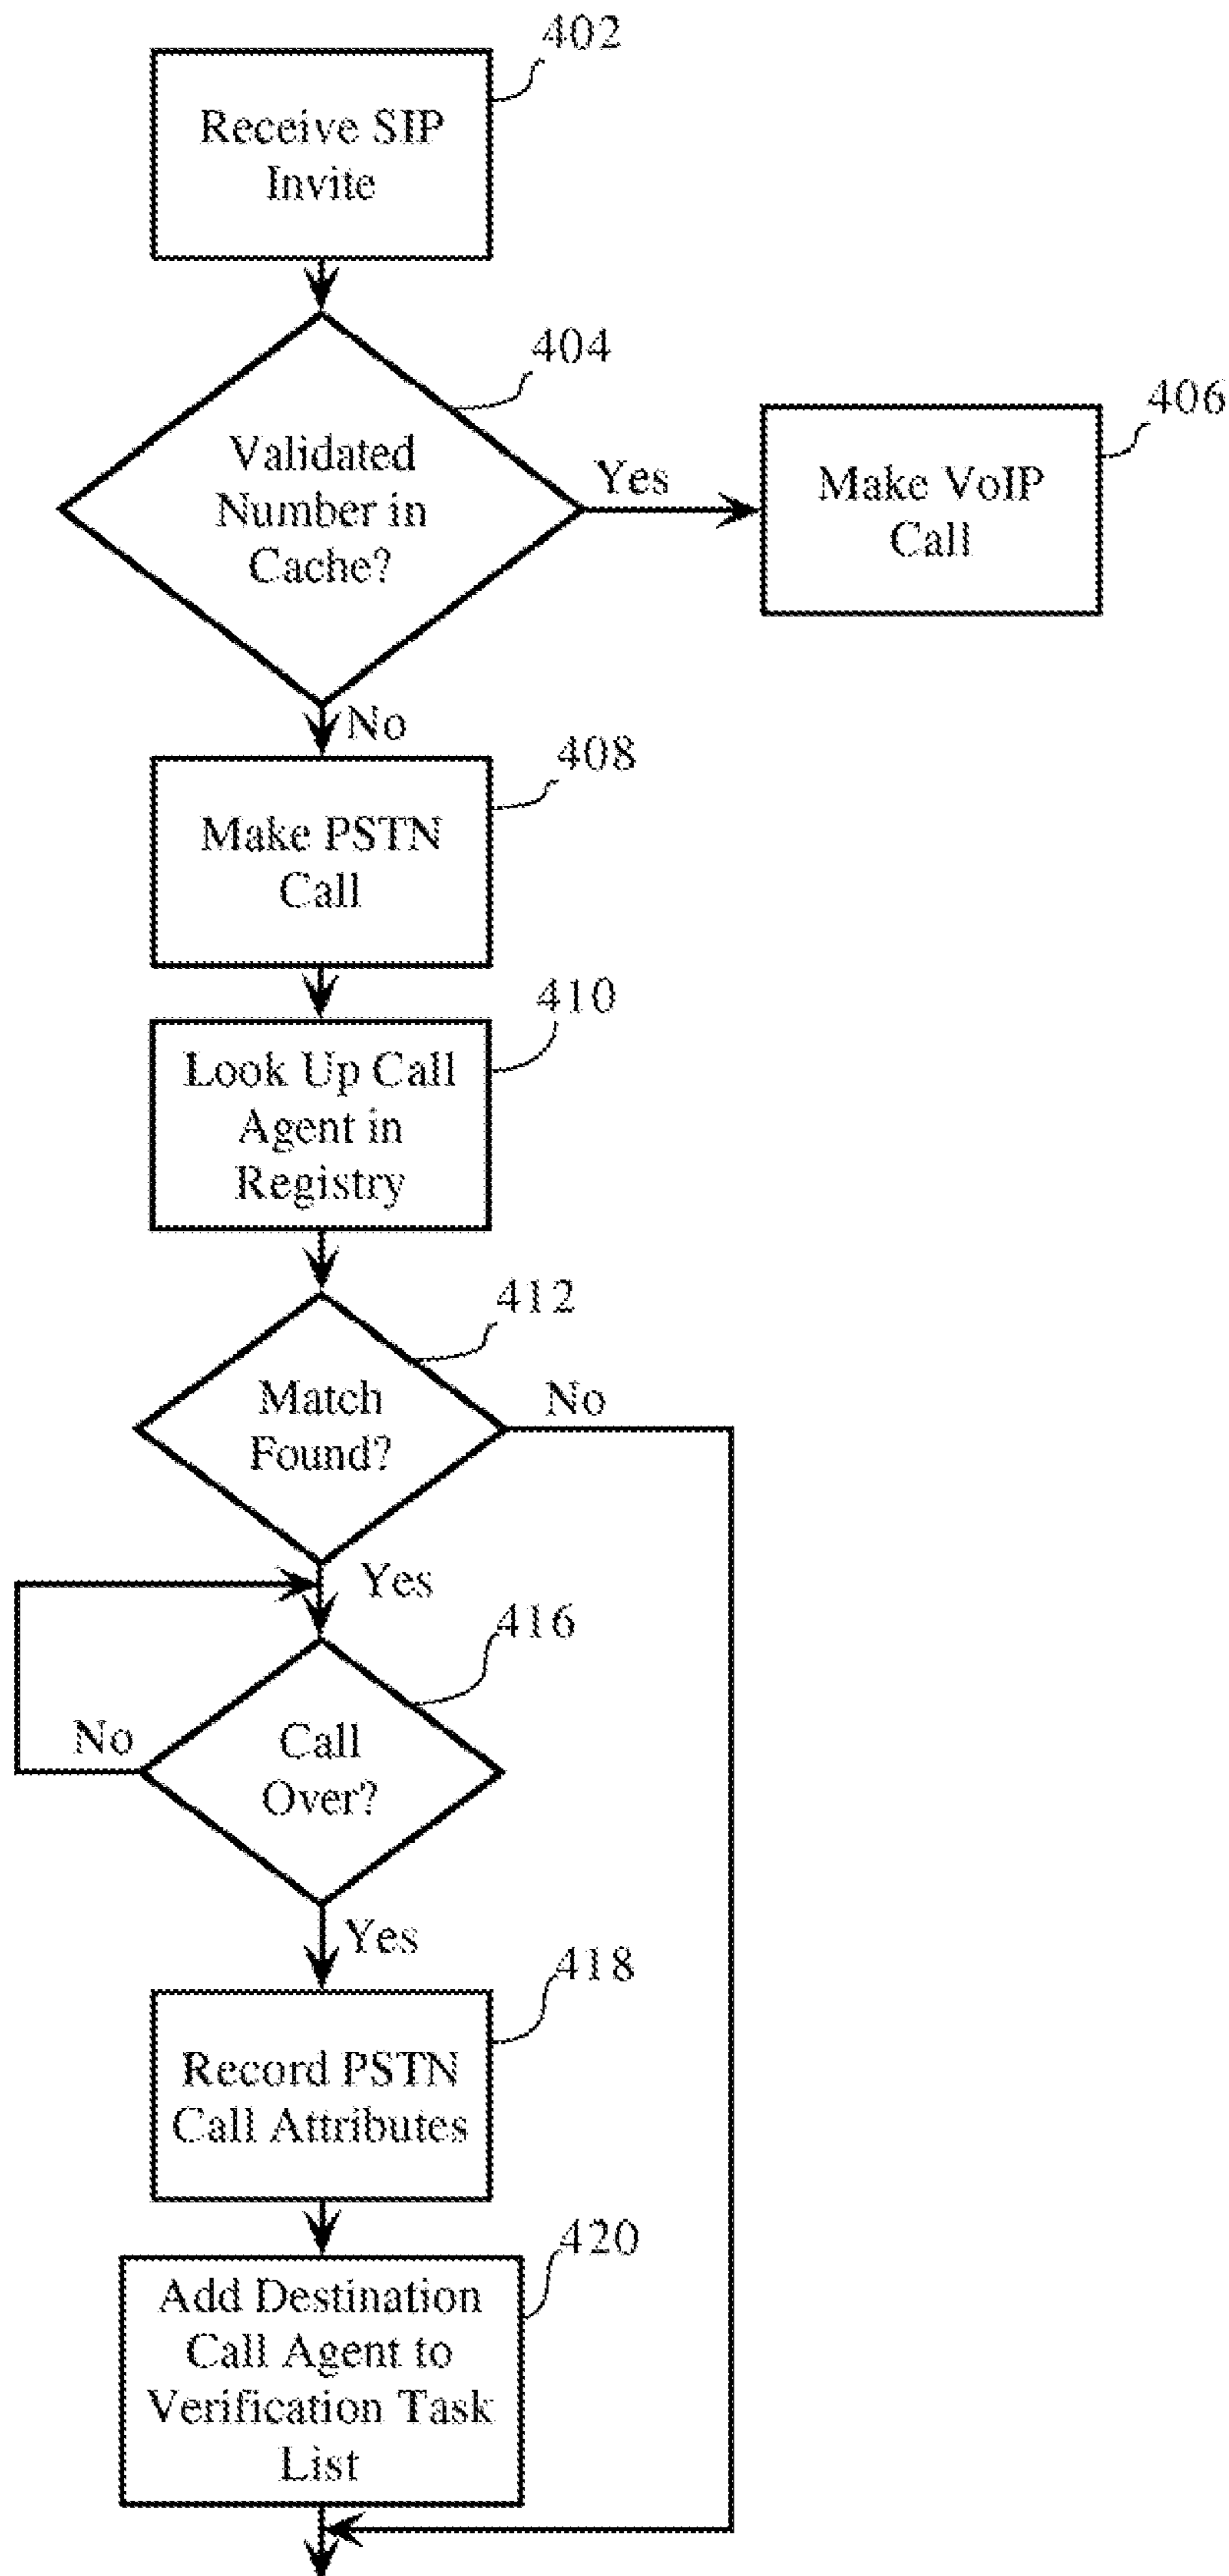 402
Receive SIP
Invite
404
Validated
Number in
Cache?
Yes
406
Make VoIP
Call
No
408
Make PSTN
Call
410
Look Up Call
Agent in
Registry
412
Match
Found?
No
Yes
416
Call
Over?
No
Yes
418
Record PSTN
Call Attributes
420
Add Destination
Call Agent to
Verification Task
List